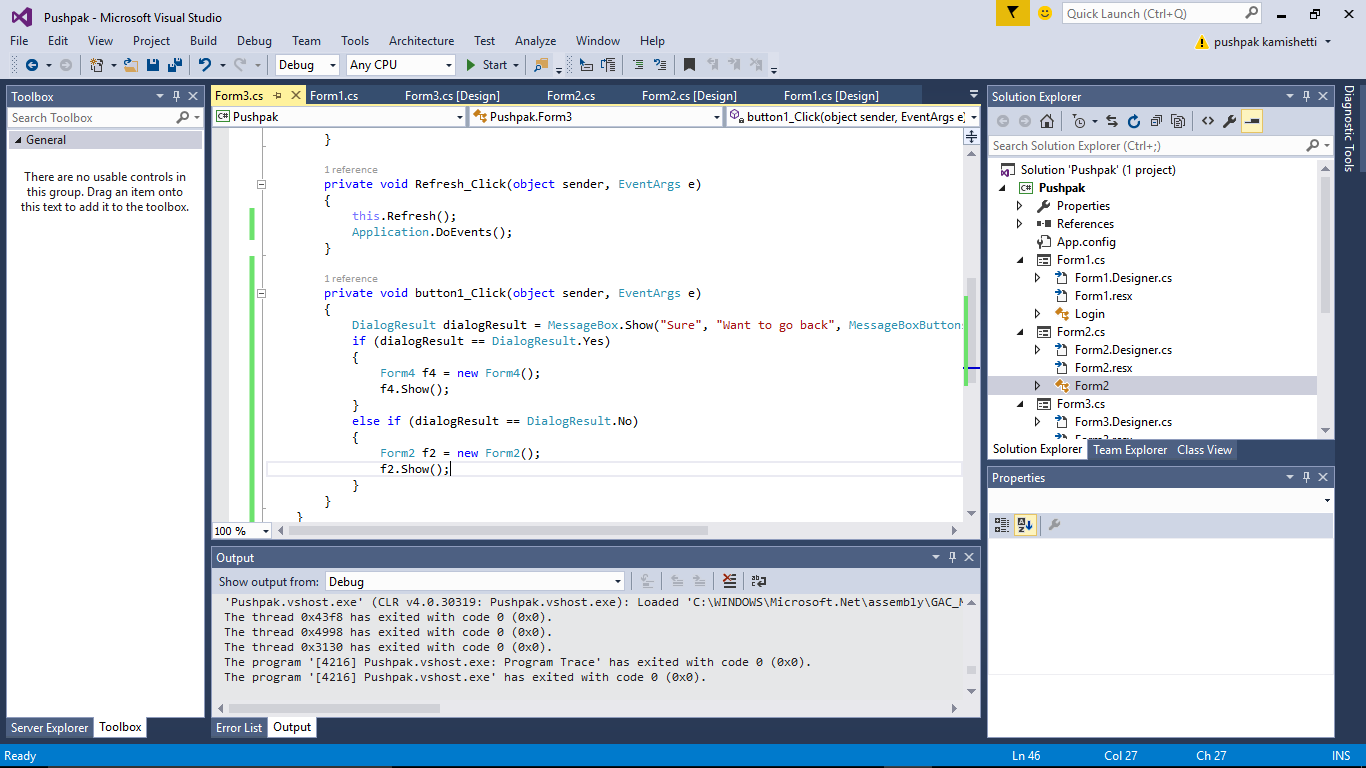 Pushpak - Microsoft Visual Studio
Quick Launch (Ctrl+Q)
File Edit View Project Build Debug Team Tools Architecture Test Analyze Window Help
pushpak kamishetti
Debug Any CPU Start
Toolbox
Search Toolbox
General
There are no usable controls in
this group. Drag an item onto
this text to add it to the toolbox.
Server Explorer Toolbox
Form3.cs Form1.cs Form3.cs [Design] Form2.cs Form2.cs [Design] Form1.cs [Design]
C# Pushpak Pushpak.Form3 button1_Click(object sender, EventArgs e)
}
1 reference
private void Refresh_Click(object sender, EventArgs e)
{
this.Refresh();
Application.DoEvents();
}
1 reference
private void button1_Click(object sender, EventArgs e)
{
DialogResult dialogResult = MessageBox.Show("Sure", "Want to go back", MessageBoxButtons
if (dialogResult == DialogResult.Yes)
{
Form4 f4 = new Form4();
f4.Show();
}
else if (dialogResult == DialogResult.No)
{
Form2 f2 = new Form2();
f2.Show();
}
}
}
100 %
Output
Show output from: Debug
'Pushpak.vshost.exe' (CLR v4.0.30319: Pushpak.vshost.exe): Loaded 'C:\WINDOWS\Microsoft.Net\assembly\GAC_M
The thread 0x43f8 has exited with code 0 (0x0).
The thread 0x4998 has exited with code 0 (0x0).
The thread 0x3130 has exited with code 0 (0x0).
The program '[4216] Pushpak.vshost.exe: Program Trace' has exited with code 0 (0x0).
The program '[4216] Pushpak.vshost.exe' has exited with code 0 (0x0).
Error List Output
Solution Explorer
Search Solution Explorer (Ctrl+;)
Solution 'Pushpak' (1 project)
C# Pushpak
Properties
References
App.config
Form1.cs
Form1.Designer.cs
Form1.resx
Login
Form2.cs
Form2.Designer.cs
Form2.resx
Form2
Form3.cs
Form3.Designer.cs
Form3.resx
Solution Explorer Team Explorer Class View
Properties
Diagnostic Tools
Ready Ln 46 Col 27 Ch 27 INS